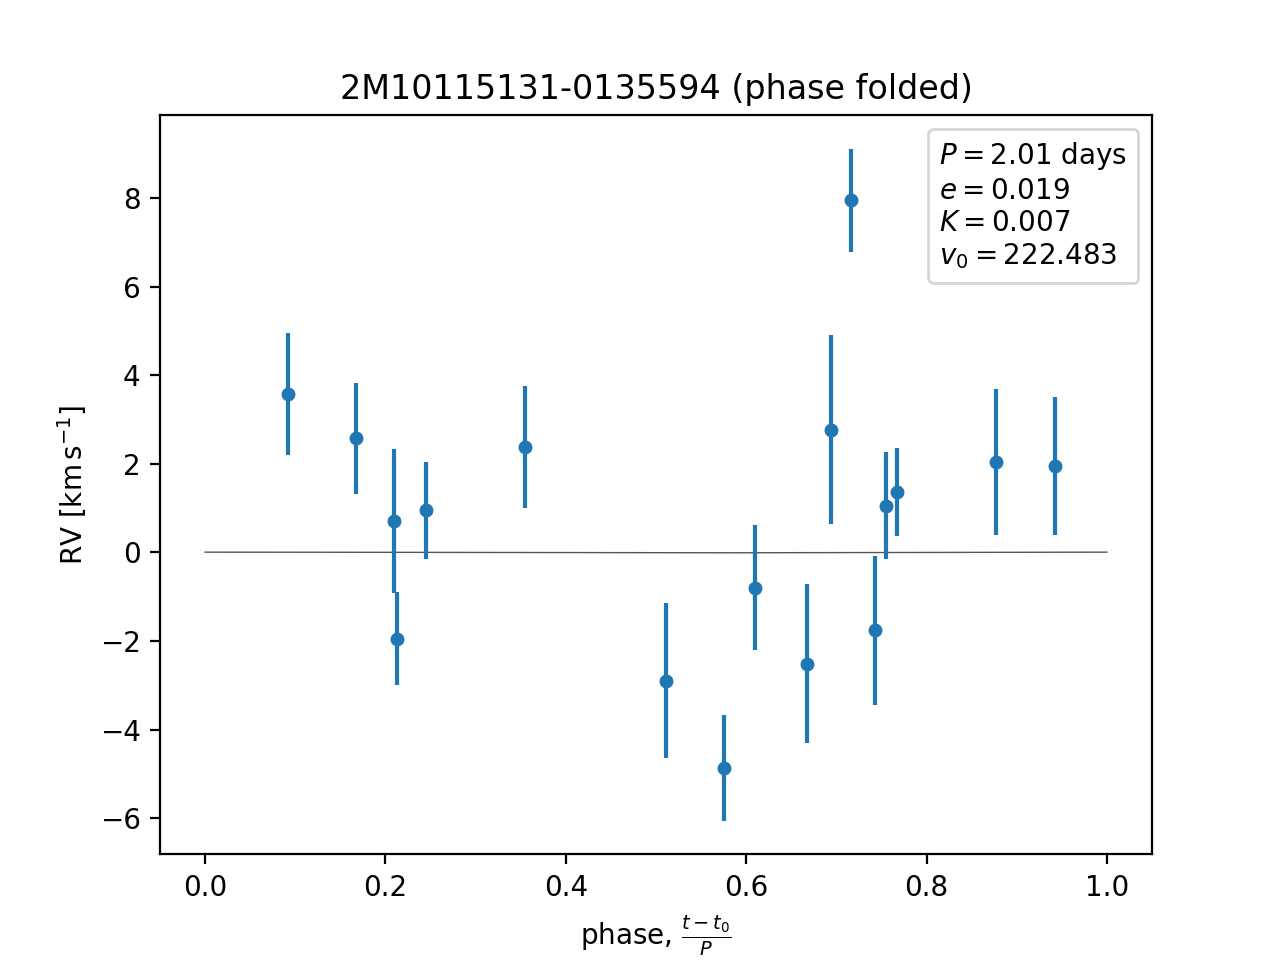 2M10115131-0135594 (phase folded)
P = 2.01 days
e = 0.019
K = 0.007
v₀ = 222.483
RV [km s⁻¹]
8
6
4
2
0
−2
−4
−6
0.0 0.2 0.4 0.6 0.8 1.0
phase, (t − t₀)/P